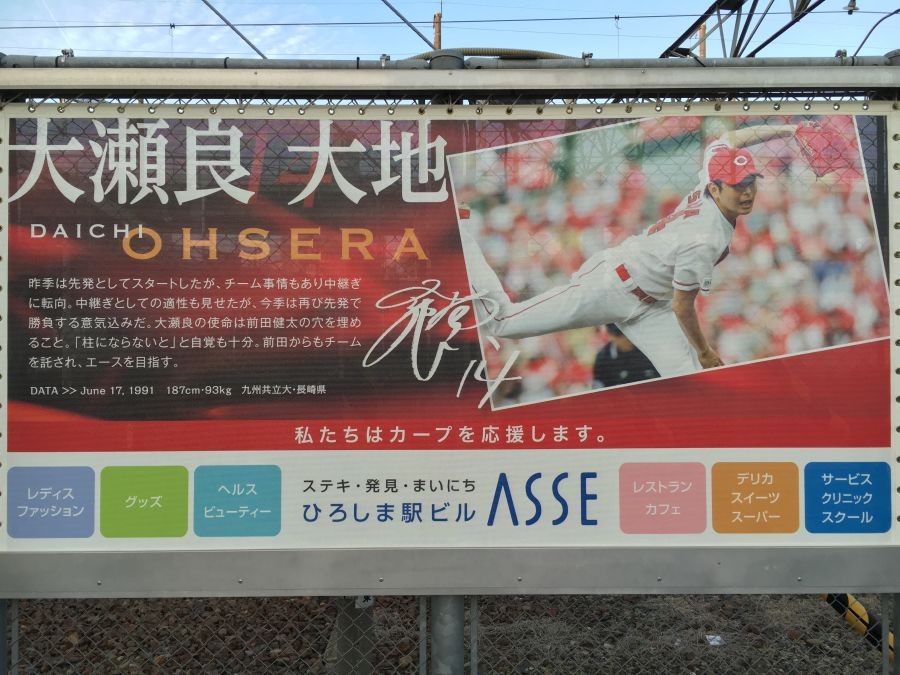 大瀬良 大地
DAICHI
OHSERA
昨季は先発としてスタートしたが、チーム事情もあり中継ぎ
に転向。中継ぎとしての適性も見せたが、今季は再び先発で
勝負する意気込みだ。大瀬良の使命は前田健太の穴を埋め
ること。「柱にならないと」と自覚も十分。前田からもチーム
を託され、エースを目指す。
DATA >> June 17, 1991 187cm・93kg 九州共立大・長崎県
14
私たちはカープを応援します。
レディス
ファッション
グッズ
ヘルス
ビューティー
ステキ・発見・まいにち
ひろしま駅ビル ASSE
レストラン
カフェ
デリカ
スイーツ
スーパー
サービス
クリニック
スクール